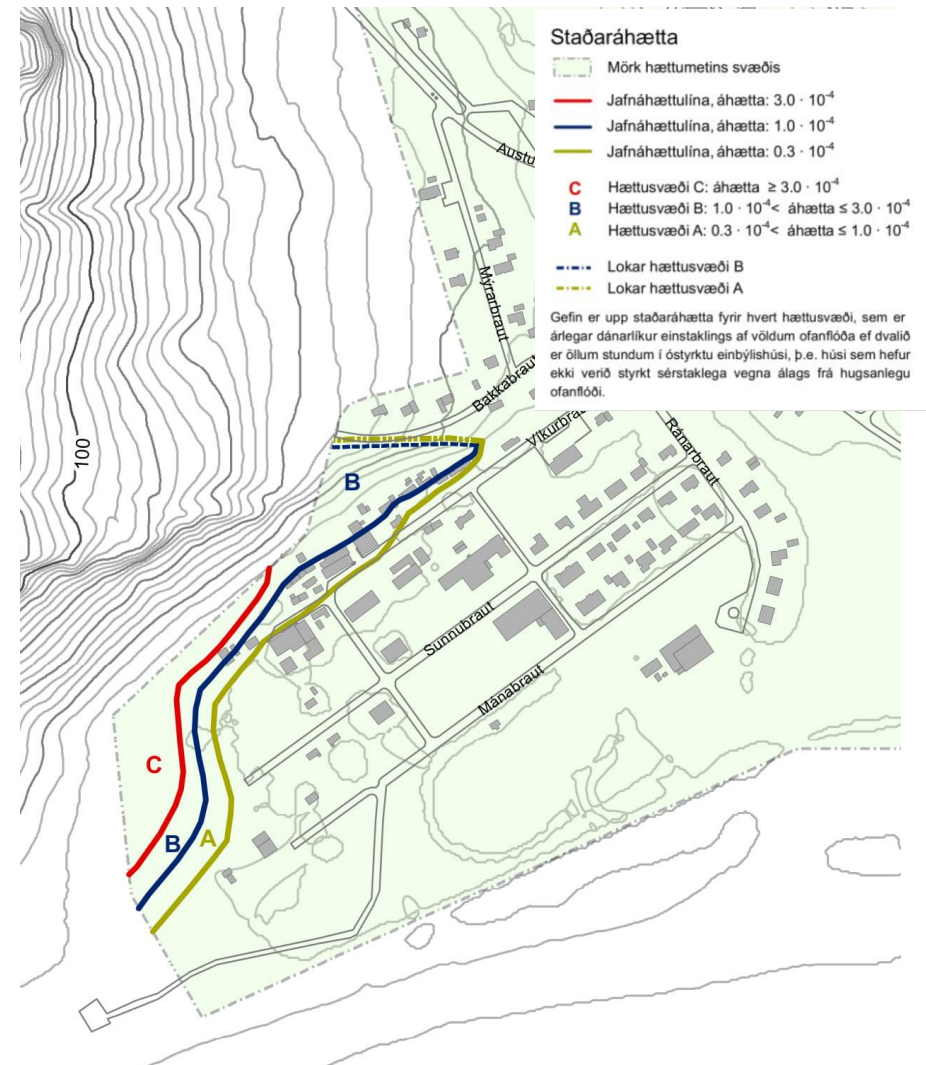 Staðaráhætta
Mörk hættumetins svæðis
Jafnáhættulína, áhætta: 3.0 · 10⁻⁴
Jafnáhættulína, áhætta: 1.0 · 10⁻⁴
Jafnáhættulína, áhætta: 0.3 · 10⁻⁴
C Hættusvæði C: áhætta ≥ 3.0 · 10⁻⁴
B Hættusvæði B: 1.0 · 10⁻⁴< áhætta ≤ 3.0 · 10⁻⁴
A Hættusvæði A: 0.3 · 10⁻⁴< áhætta ≤ 1.0 · 10⁻⁴
Lokar hættusvæði B
Lokar hættusvæði A
Gefin er upp staðaráhætta fyrir hvert hættusvæði, sem er
árlegar dánarlíkur einstaklings af völdum ofanflóða ef dvalið
er öllum stundum í óstyrktu einbýlishúsi, þ.e. húsi sem hefur
ekki verið styrkt sérstaklega vegna álags frá hugsanlegu
ofanflóði.
Austu
Mýrarbraut
Bakkabraut
Víkurbrau
Ránarbraut
100
B
Sunnubraut
Mánabraut
C
B
A